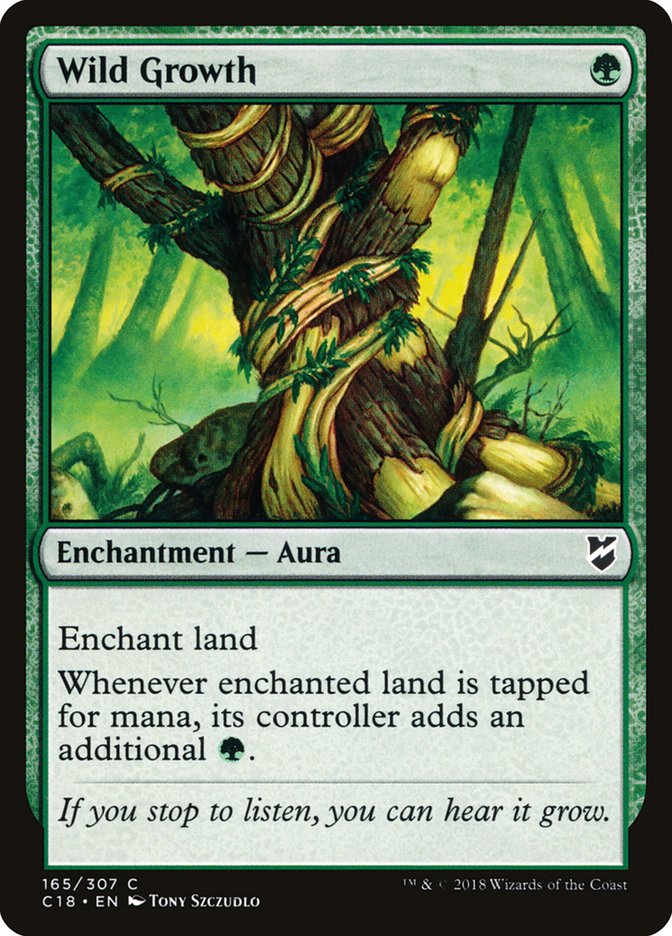 Wild Growth
Enchantment — Aura
Enchant land
Whenever enchanted land is tapped
for mana, its controller adds an
additional .
If you stop to listen, you can hear it grow.
165/307 C
™ & © 2018 Wizards of the Coast
C18 • EN Tony Szczudlo